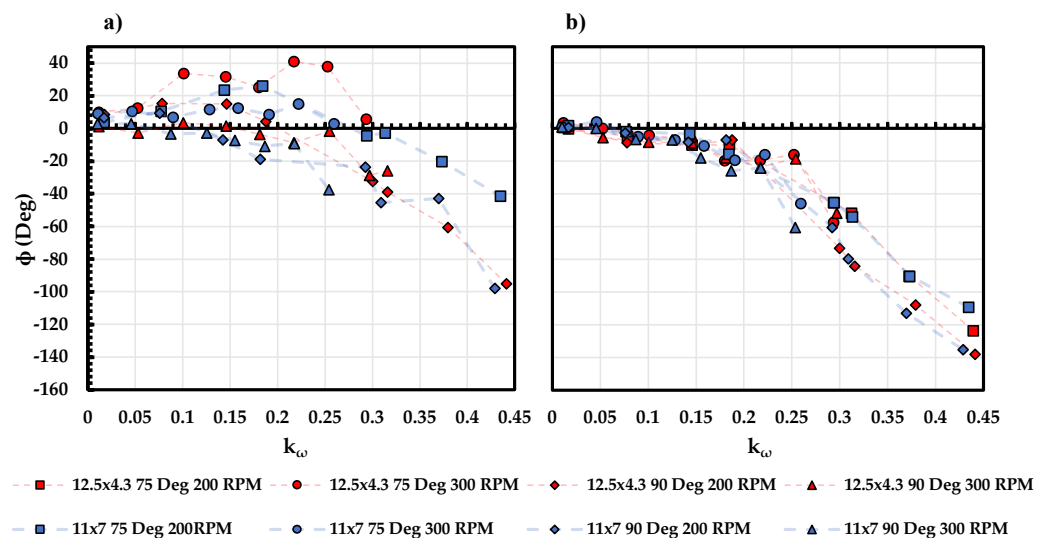 a) b)
40
20
0
-20
-40
-60
-80
-100
-120
-140
-160
ϕ (Deg)
0 0.05 0.1 0.15 0.2 0.25 0.3 0.35 0.4 0.45 0 0.05 0.1 0.15 0.2 0.25 0.3 0.35 0.4 0.45
kω kω
12.5x4.3 75 Deg 200 RPM 12.5x4.3 75 Deg 300 RPM 12.5x4.3 90 Deg 200 RPM 12.5x4.3 90 Deg 300 RPM
11x7 75 Deg 200RPM 11x7 75 Deg 300 RPM 11x7 90 Deg 200 RPM 11x7 90 Deg 300 RPM